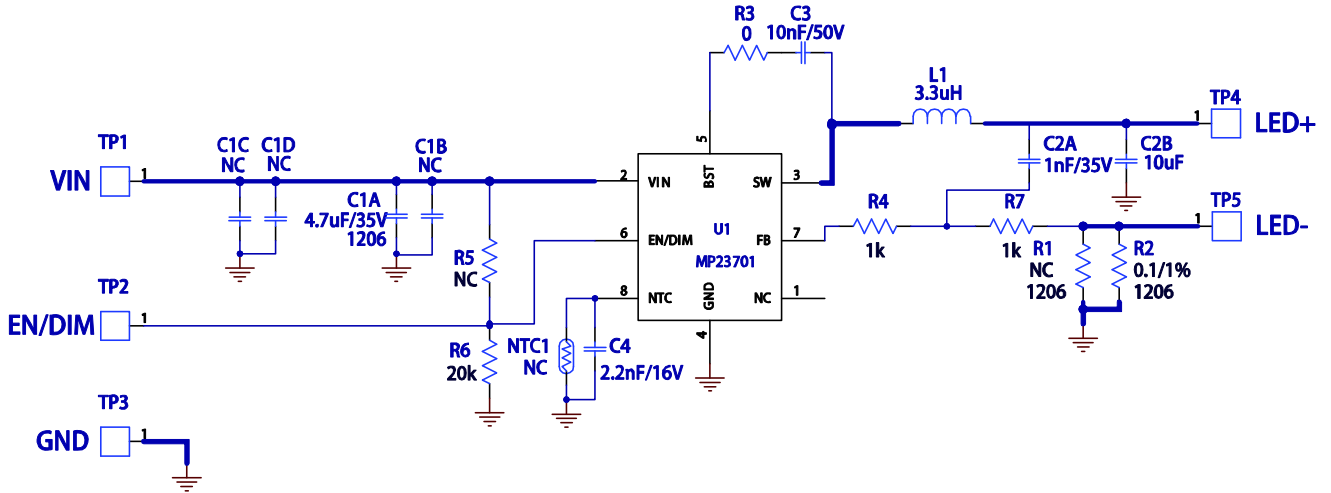 R3
0
C3
10nF/50V
L1
3.3uH
TP4
1
LED+
TP1
1
VIN
C1C
NC
C1D
NC
C1B
NC
C1A
4.7uF/35V
1206
5
BST
2
VIN
SW
3
U1
MP23701
6
EN/DIM
FB
7
8
NTC
NC
1
GND
4
C2A
1nF/35V
C2B
10uF
R4
1k
R7
1k
TP5
1
LED-
R1
NC
1206
R2
0.1/1%
1206
R5
NC
TP2
1
EN/DIM
R6
20k
NTC1
NC
C4
2.2nF/16V
TP3
1
GND